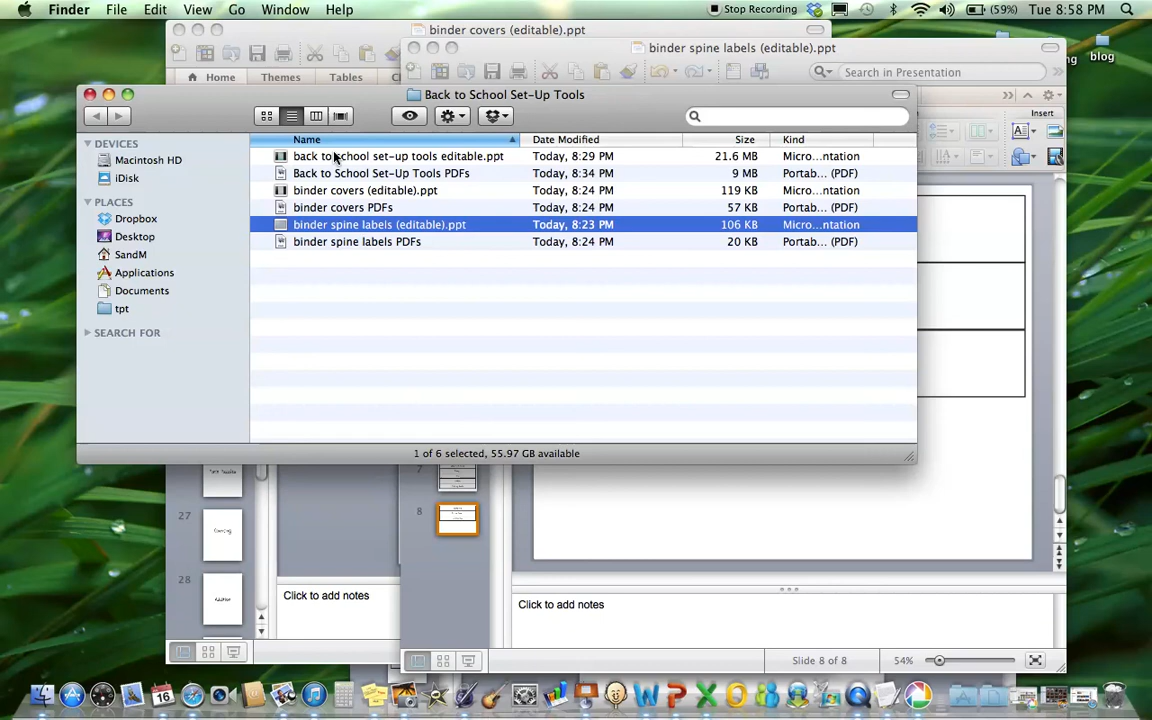 Finder File Edit View Go Window Help Stop Recording (59%) Tue 8:58 PM
binder covers (editable).ppt
binder spine labels (editable).ppt
blog
Home Themes Tables
Search in Presentation
Back to School Set-Up Tools
Insert
Name Date Modified Size Kind
DEVICES
Macintosh HD
iDisk
PLACES
Dropbox
Desktop
SandM
Applications
Documents
tpt
SEARCH FOR
back to school set-up tools editable.ppt Today, 8:29 PM 21.6 MB Micro...ntation
Back to School Set-Up Tools PDFs Today, 8:34 PM 9 MB Portab... (PDF)
binder covers (editable).ppt Today, 8:24 PM 119 KB Micro...ntation
binder covers PDFs Today, 8:24 PM 57 KB Portab... (PDF)
binder spine labels (editable).ppt Today, 8:23 PM 106 KB Micro...ntation
binder spine labels PDFs Today, 8:24 PM 20 KB Portab... (PDF)
1 of 6 selected, 55.97 GB available
7
8
27
28
Click to add notes
Click to add notes
Slide 8 of 8 54%